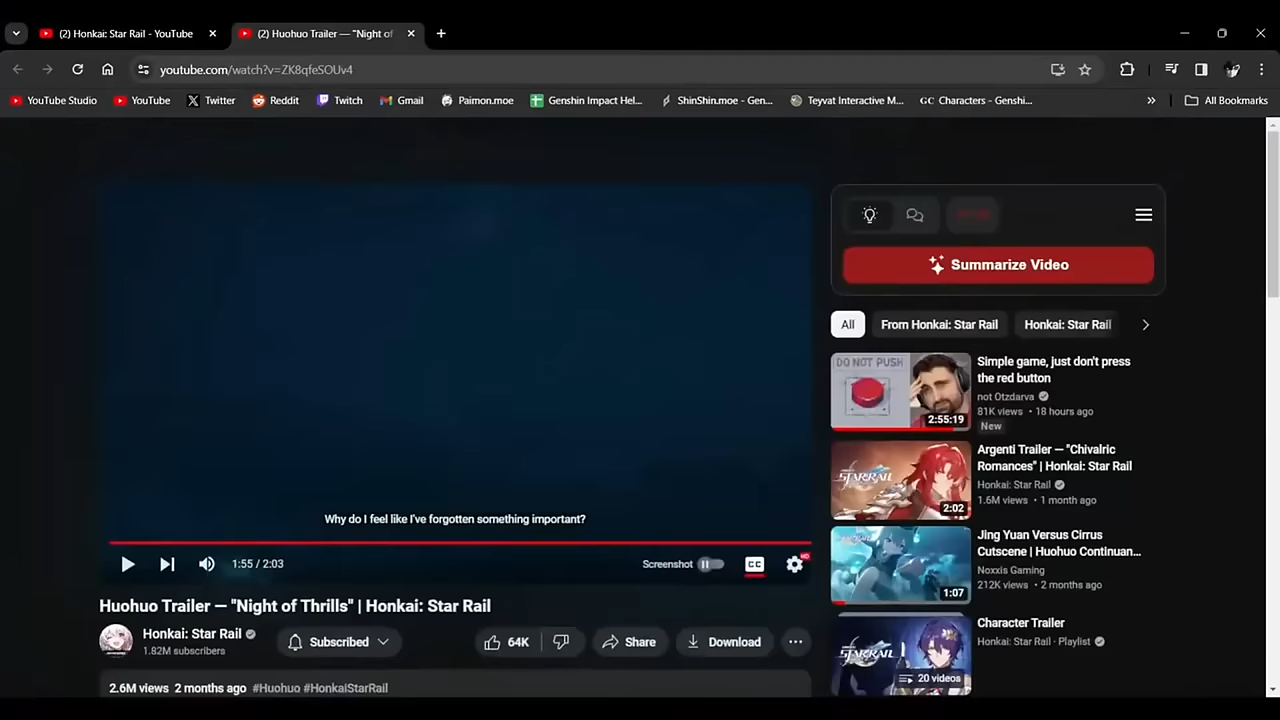 (2) Honkai: Star Rail - YouTube
(2) Huohuo Trailer — "Night of
youtube.com/watch?v=ZK8qfeSOUv4
YouTube Studio
YouTube
Twitter
Reddit
Twitch
Gmail
Paimon.moe
Genshin Impact Hel...
ShinShin.moe - Gen...
Teyvat Interactive M...
GC Characters - Genshi...
All Bookmarks
Summarize Video
All
From Honkai: Star Rail
Honkai: Star Rail
DO NOT PUSH
2:55:19
Simple game, just don't press
the red button
not Otzdarva
81K views • 18 hours ago
New
STARRAIL
2:02
Argenti Trailer — "Chivalric
Romances" | Honkai: Star Rail
Honkai: Star Rail
1.6M views • 1 month ago
1:07
Jing Yuan Versus Cirrus
Cutscene | Huohuo Continuan...
Noxxis Gaming
212K views • 2 months ago
STARRAIL
20 videos
Character Trailer
Honkai: Star Rail • Playlist
Why do I feel like I've forgotten something important?
1:55 / 2:03
Screenshot
CC
HD
Huohuo Trailer — "Night of Thrills" | Honkai: Star Rail
Honkai: Star Rail
1.82M subscribers
Subscribed
64K
Share
Download
2.6M views 2 months ago #Huohuo #HonkaiStarRail